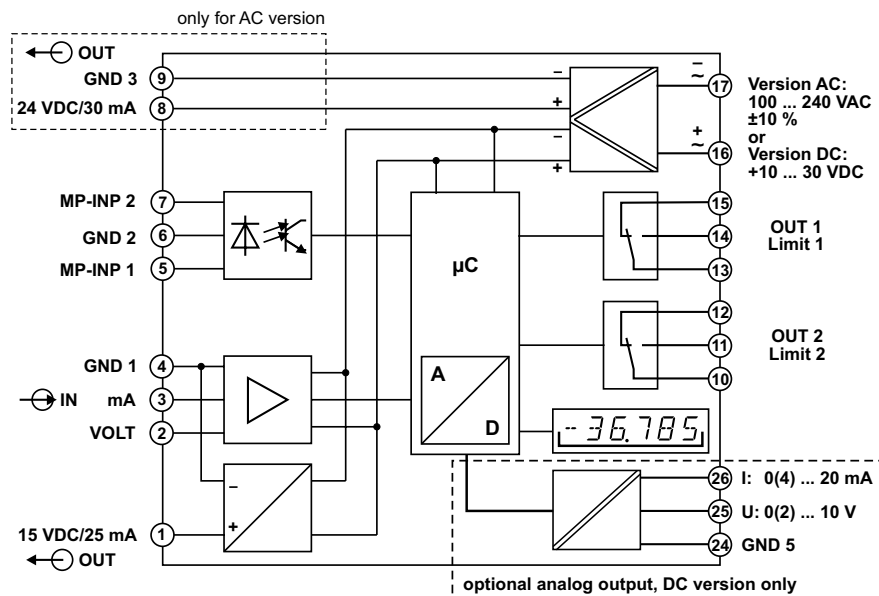 only for AC version
OUT
GND 3 9
24 VDC/30 mA 8
− + − +
− ~ 17
+ ~ 16
Version AC:
100 ... 240 VAC
±10 %
or
Version DC:
+10 ... 30 VDC
MP-INP 2 7
GND 2 6
MP-INP 1 5
µC
15
14
13
OUT 1
Limit 1
12
11
10
OUT 2
Limit 2
GND 1 4
IN mA 3
VOLT 2
A
D
-36.785
−
+
15 VDC/25 mA 1
OUT
26 I: 0(4) ... 20 mA
25 U: 0(2) ... 10 V
24 GND 5
optional analog output, DC version only